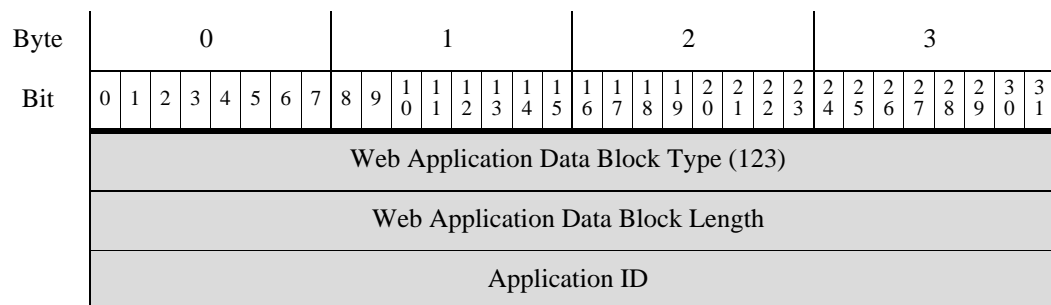 Byte 0 1 2 3
Bit 0 1 2 3 4 5 6 7 8 9 10 11 12 13 14 15 16 17 18 19 20 21 22 23 24 25 26 27 28 29 30 31
Web Application Data Block Type (123)
Web Application Data Block Length
Application ID